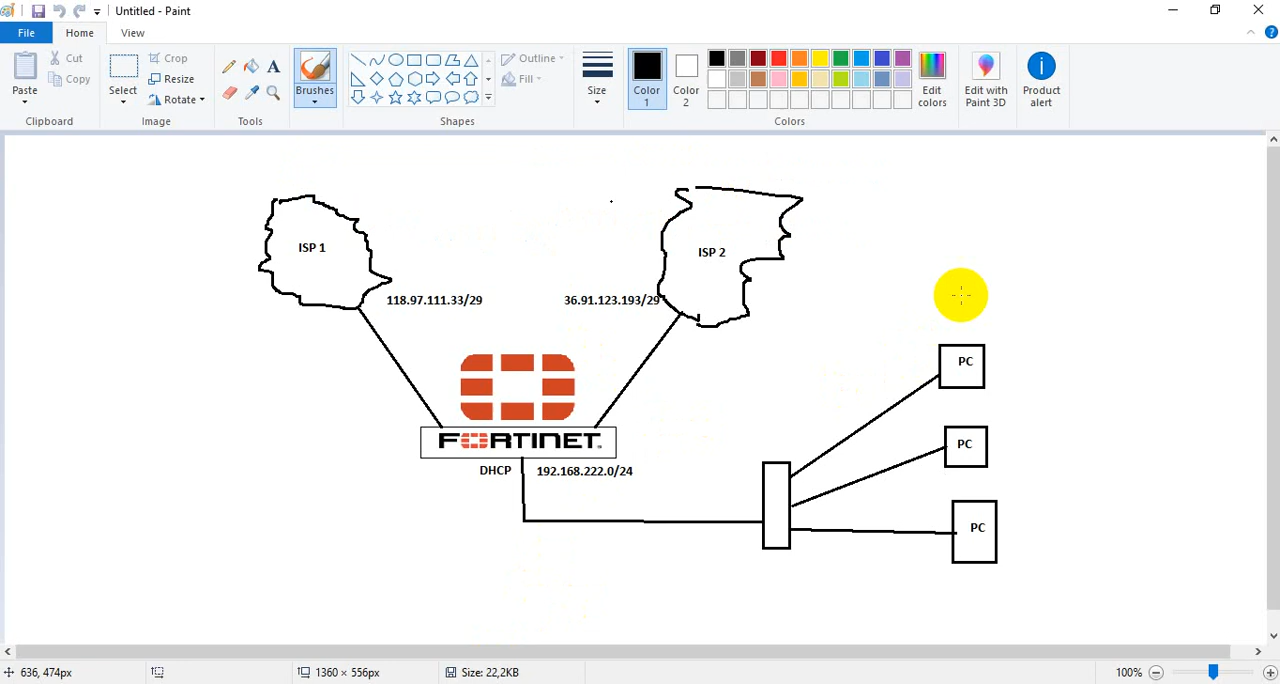 Untitled - Paint
File
Home
View
Paste
Cut
Copy
Clipboard
Select
Crop
Resize
Rotate
Image
A
Tools
Brushes
Shapes
Outline
Fill
Size
Color 1
Color 2
Edit colors
Colors
Edit with Paint 3D
Product alert
ISP 1
ISP 2
118.97.111.33/29
36.91.123.193/29
PC
FORTINET
DHCP
192.168.222.0/24
PC
PC
636, 474px
1360 × 556px
Size: 22,2KB
100%